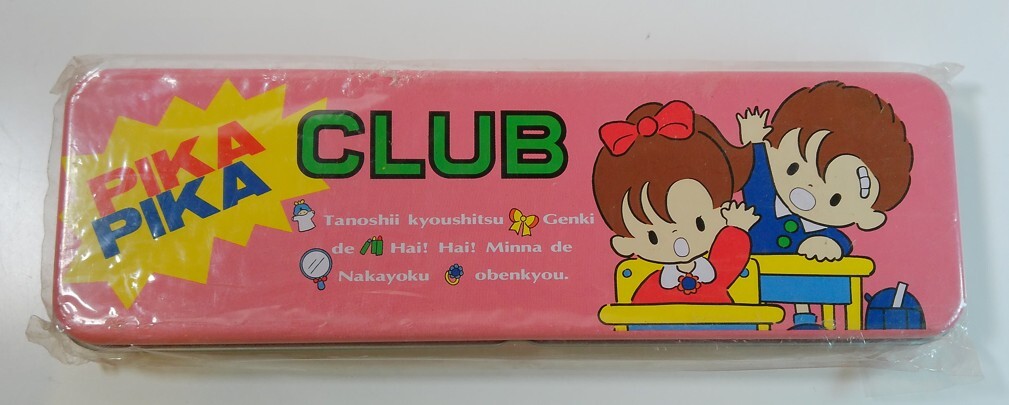 PIKA
PIKA
CLUB
Tanoshii kyoushitsu Genki
de Hai! Hai! Minna de
Nakayoku obenkyou.